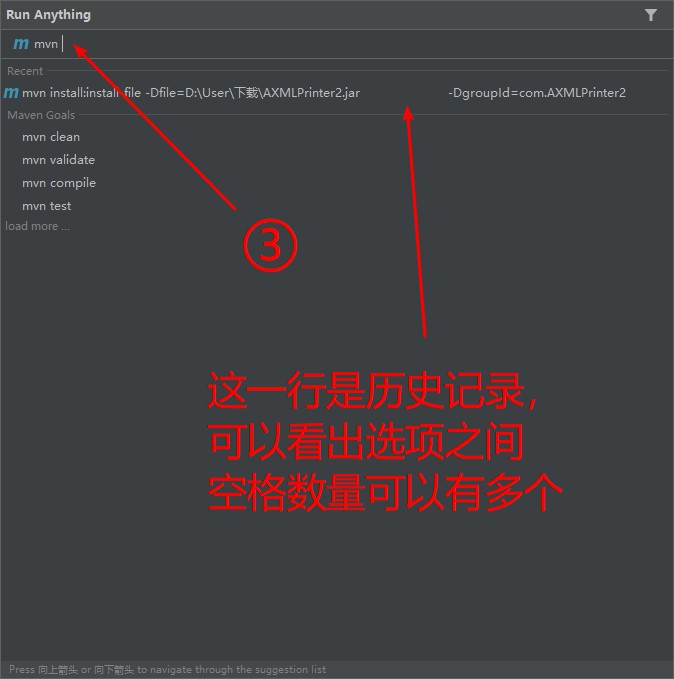 Run Anything
m mvn
Recent
m mvn install:install-file -Dfile=D:\User\下载\AXMLPrinter2.jar -DgroupId=com.AXMLPrinter2
Maven Goals
mvn clean
mvn validate
mvn compile
mvn test
load more ...
③
这一行是历史记录,
可以看出选项之间
空格数量可以有多个
Press 向上箭头 or 向下箭头 to navigate through the suggestion list